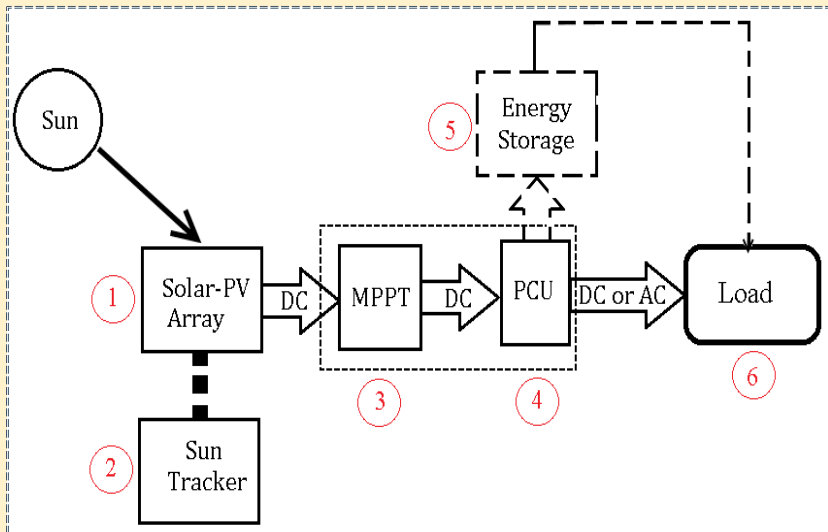 Sun
Energy
Storage
5
Solar-PV
Array
1
DC
MPPT
DC
PCU
DC or AC
Load
3
4
6
Sun
Tracker
2